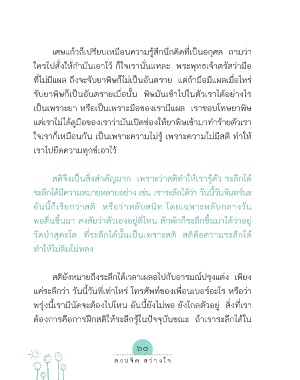 เศษแก้วก็เปรียบเหมือนความรู้สึกนึกคิดที่เป็นอกุศล ถามว่า
ใครไปสั่งให้กำมันเอาไว้ ก็ใจเรานั่นแหละ พระพุทธเจ้าตรัสว่ามือ
ที่ไม่มีแผล ถึงจะจับยาพิษก็ไม่เป็นอันตราย แต่ถ้ามือมีแผลเมื่อไหร่
จับยาพิษก็เป็นอันตรายเมื่อนั้น พิษมันเข้าไปในตัวเราได้อย่างไร
เป็นเพราะยา หรือเป็นเพราะมือของเรามีแผล เราชอบโทษยาพิษ
แต่เราไม่ได้ดูมือของเราว่ามันเปิดช่องให้ยาพิษเข้ามาทำร้ายตัวเรา
ใจเราก็เหมือนกัน เป็นเพราะความไม่รู้ เพราะความไม่มีสติ ทำให้
เราไปยึดความทุกข์เอาไว้
สติจึงเป็นสิ่งสำคัญมาก เพราะว่าสติทำให้เรารู้ตัว ระลึกได้
ระลึกได้มีความหมายหลายอย่าง เช่น เราระลึกได้ว่า วันนี้วันจันทร์นะ
อันนี้ก็เรียกว่าสติ หรือว่าหลับสนิท โดยเฉพาะหลับกลางวัน
พอตื่นขึ้นมา สงสัยว่าตัวเองอยู่ที่ไหน สักพักก็ระลึกขึ้นมาได้ว่าอยู่
วัดป่าสุคะโต ที่ระลึกได้นั้นเป็นเพราะสติ สติคือความระลึกได้
ทำให้ไม่ลืมไม่หลง
สติยังหมายถึงระลึกได้เวลาเผลอไปกับอารมณ์ปรุงแต่ง เพียง
แค่ระลึกว่า วันนี้วันที่เท่าไหร่ โทรศัพท์ของเพื่อนเบอร์อะไร หรือว่า
พรุ่งนี้เรามีนัดจะต้องไปไหน อันนี้ยังไม่พอ ยังไกลตัวอยู่ สิ่งที่เรา
ต้องการคือการฝึกสติให้ระลึกรู้ในปัจจุบันขณะ ถ้าเราระลึกได้ใน
๖๐
สงบจิต สว่างใจ